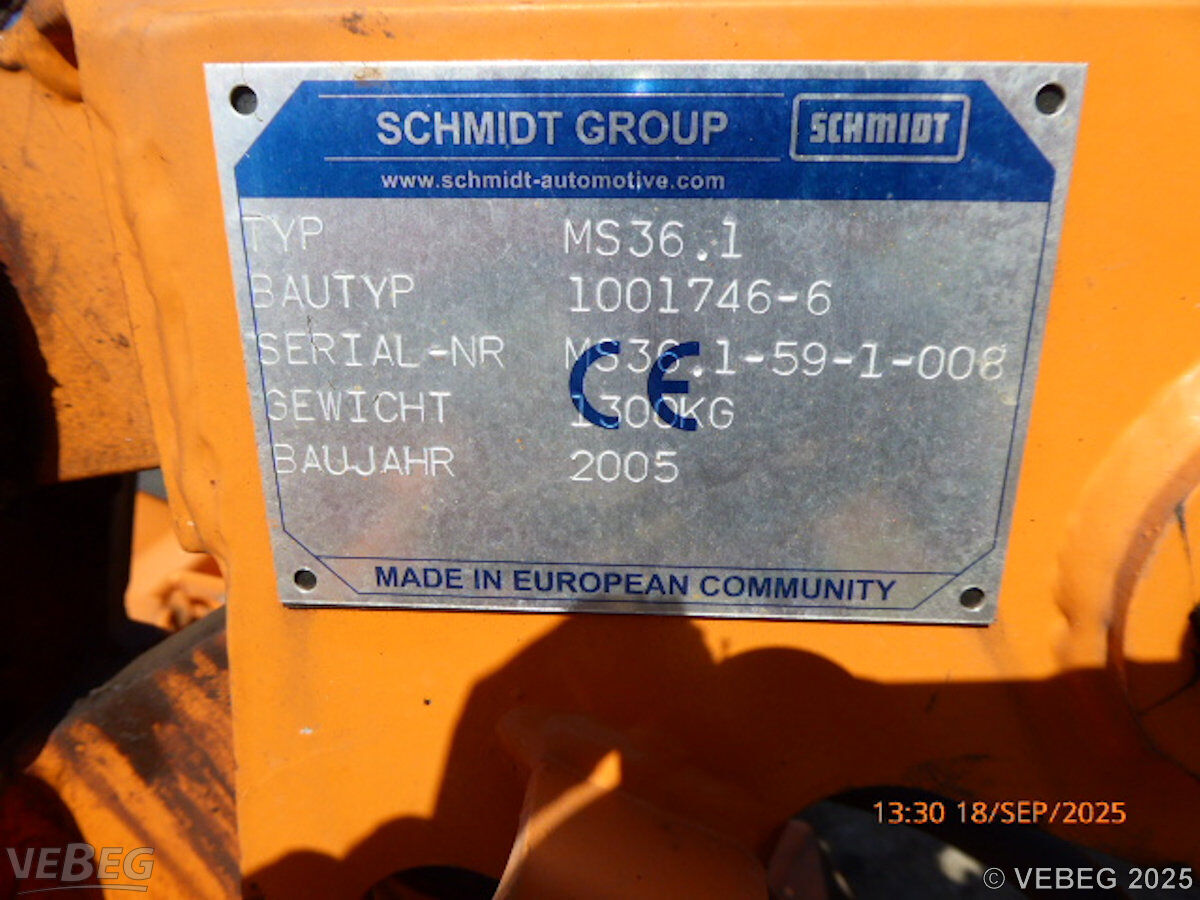 SCHMIDT GROUP
SCHMIDT
www.schmidt-automotive.com
TYP MS36.1
BAUTYP 1001746-6
SERIAL-NR MS36.1-59-1-008
CE
GEWICHT 1300KG
BAUJAHR 2005
MADE IN EUROPEAN COMMUNITY
13:30 18/SEP/2025
VEBEG
© VEBEG 2025